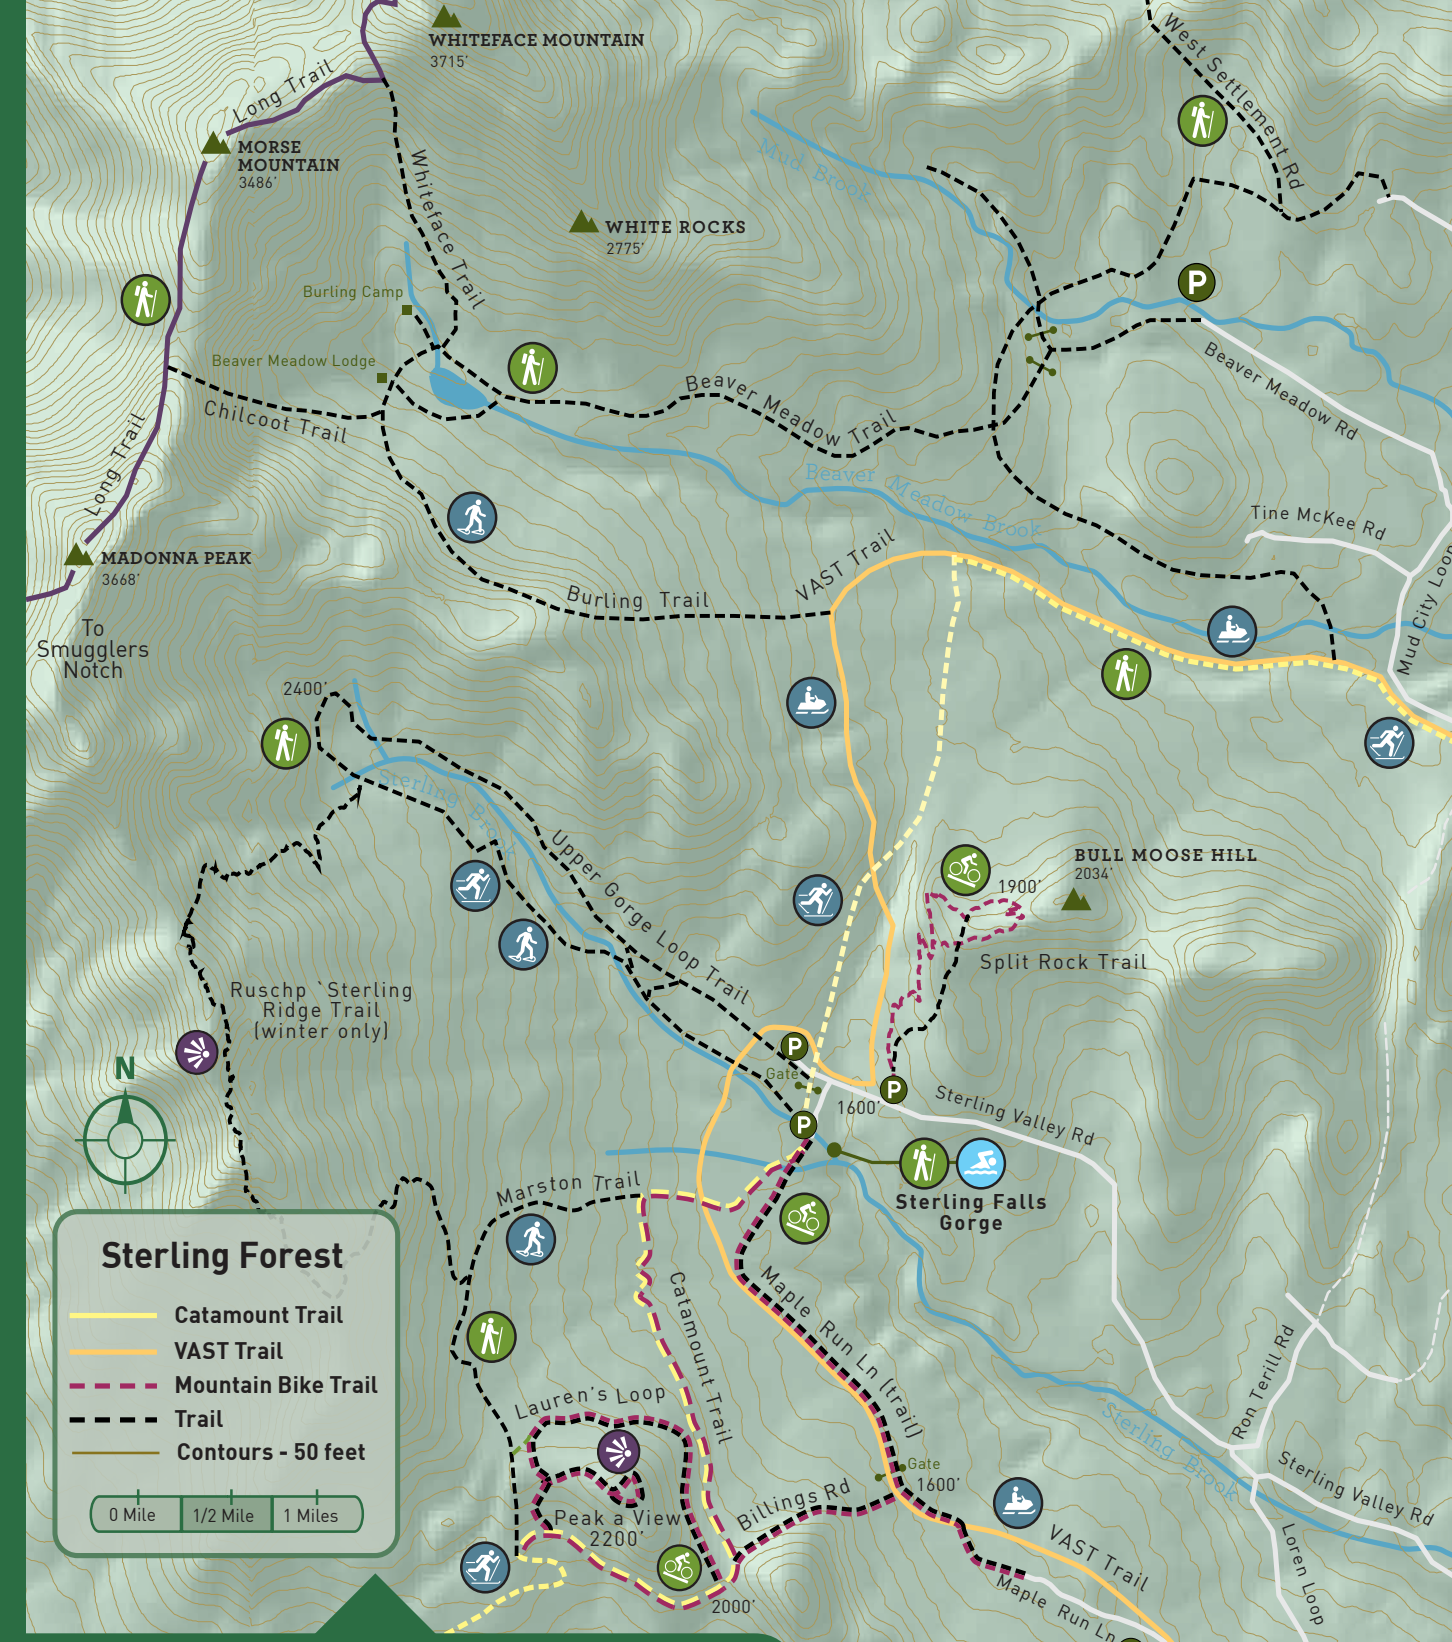 WHITEFACE MOUNTAIN
3715'
Long Trail
MORSE
MOUNTAIN
3486'
Whiteface Trail
WHITE ROCKS
2775'
Mud Brook
West Settlement Rd
P
Burling Camp
Beaver Meadow Lodge
Chilcoot Trail
Long Trail
Beaver Meadow Trail
Beaver Meadow Rd
Beaver Meadow Brook
Tine McKee Rd
Mud City Loop
MADONNA PEAK
3668'
To
Smugglers
Notch
Burling Trail
VAST Trail
2400'
Sterling Brook
Upper Gorge Loop Trail
BULL MOOSE HILL
2034'
1900'
Split Rock Trail
Ruschp `Sterling
Ridge Trail
(winter only)
N
P
Gate
P
1600'
P
Sterling Valley Rd
Sterling Falls
Gorge
Marston Trail
Catamount Trail
Maple Run Ln (trail)
Lauren's Loop
Peak a View
2200'
Billings Rd
Gate
1600'
2000'
VAST Trail
Maple Run Ln
Sterling Brook
Ron Terill Rd
Sterling Valley Rd
Loren Loop
Sterling Forest
Catamount Trail
VAST Trail
Mountain Bike Trail
Trail
Contours - 50 feet
0 Mile
1/2 Mile
1 Miles